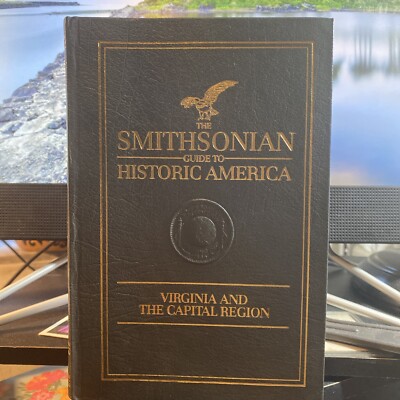 THE
SMITHSONIAN
GUIDE TO
HISTORIC AMERICA
VIRGINIA AND
THE CAPITAL REGION